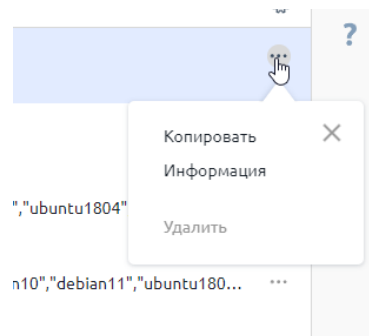 ?
Копировать
Информация
","ubuntu1804"
Удалить
n10","debian11","ubuntu180...